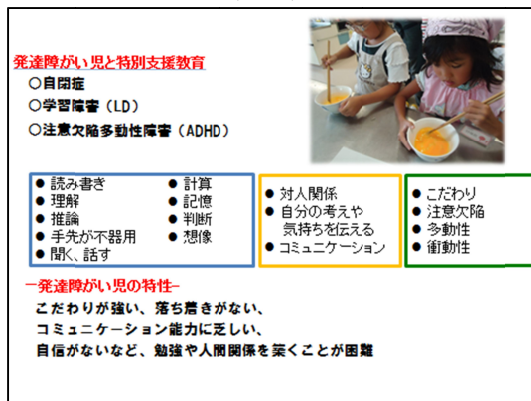 発達障がい児と特別支援教育
○自閉症
○学習障害（LD）
○注意欠陥多動性障害（ADHD）
● 読み書き
● 理解
● 推論
● 手先が不器用
● 聞く、話す
● 計算
● 記憶
● 判断
● 想像
● 対人関係
● 自分の考えや
気持ちを伝える
● コミュニケーション
● こだわり
● 注意欠陥
● 多動性
● 衝動性
－発達障がい児の特性－
こだわりが強い、落ち着きがない、
コミュニケーション能力に乏しい、
自信がないなど、勉強や人間関係を築くことが困難